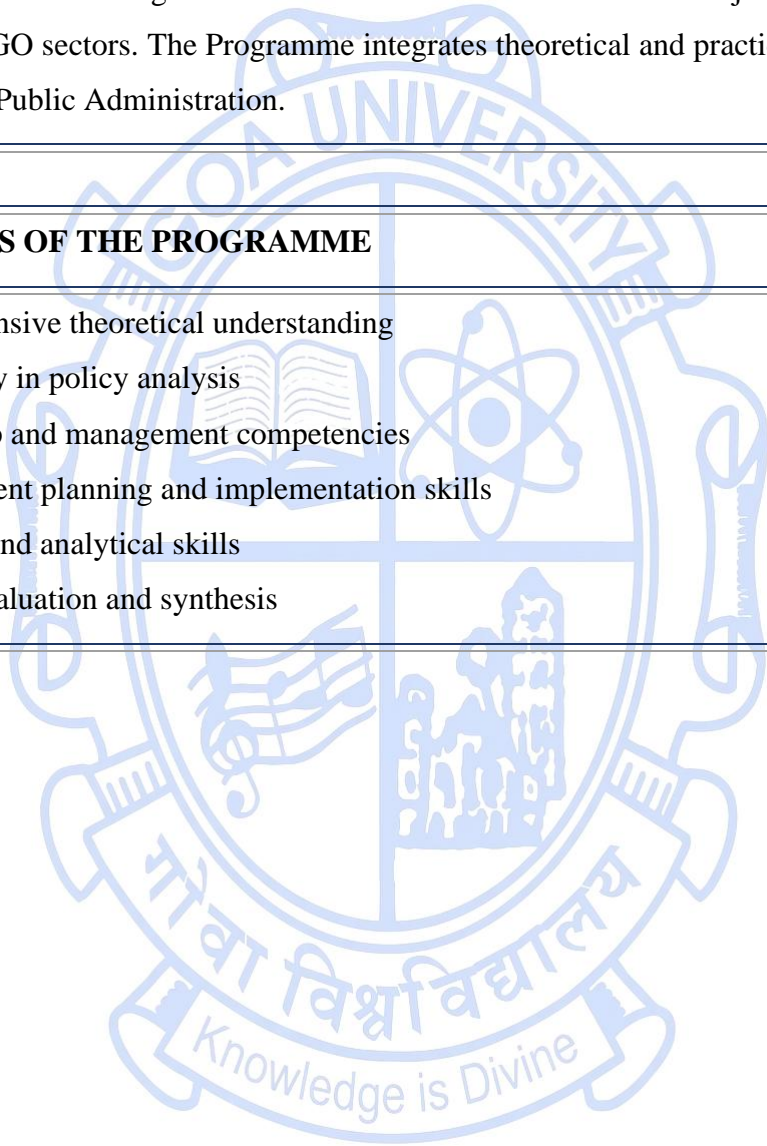 GO sectors. The Programme integrates theoretical and practi
Public Administration.
GOA UNIVERSITY
S OF THE PROGRAMME
nsive theoretical understanding
y in policy analysis
and management competencies
ent planning and implementation skills
nd analytical skills
aluation and synthesis
गोंवा विश्वविद्यालय
Knowledge is Divine